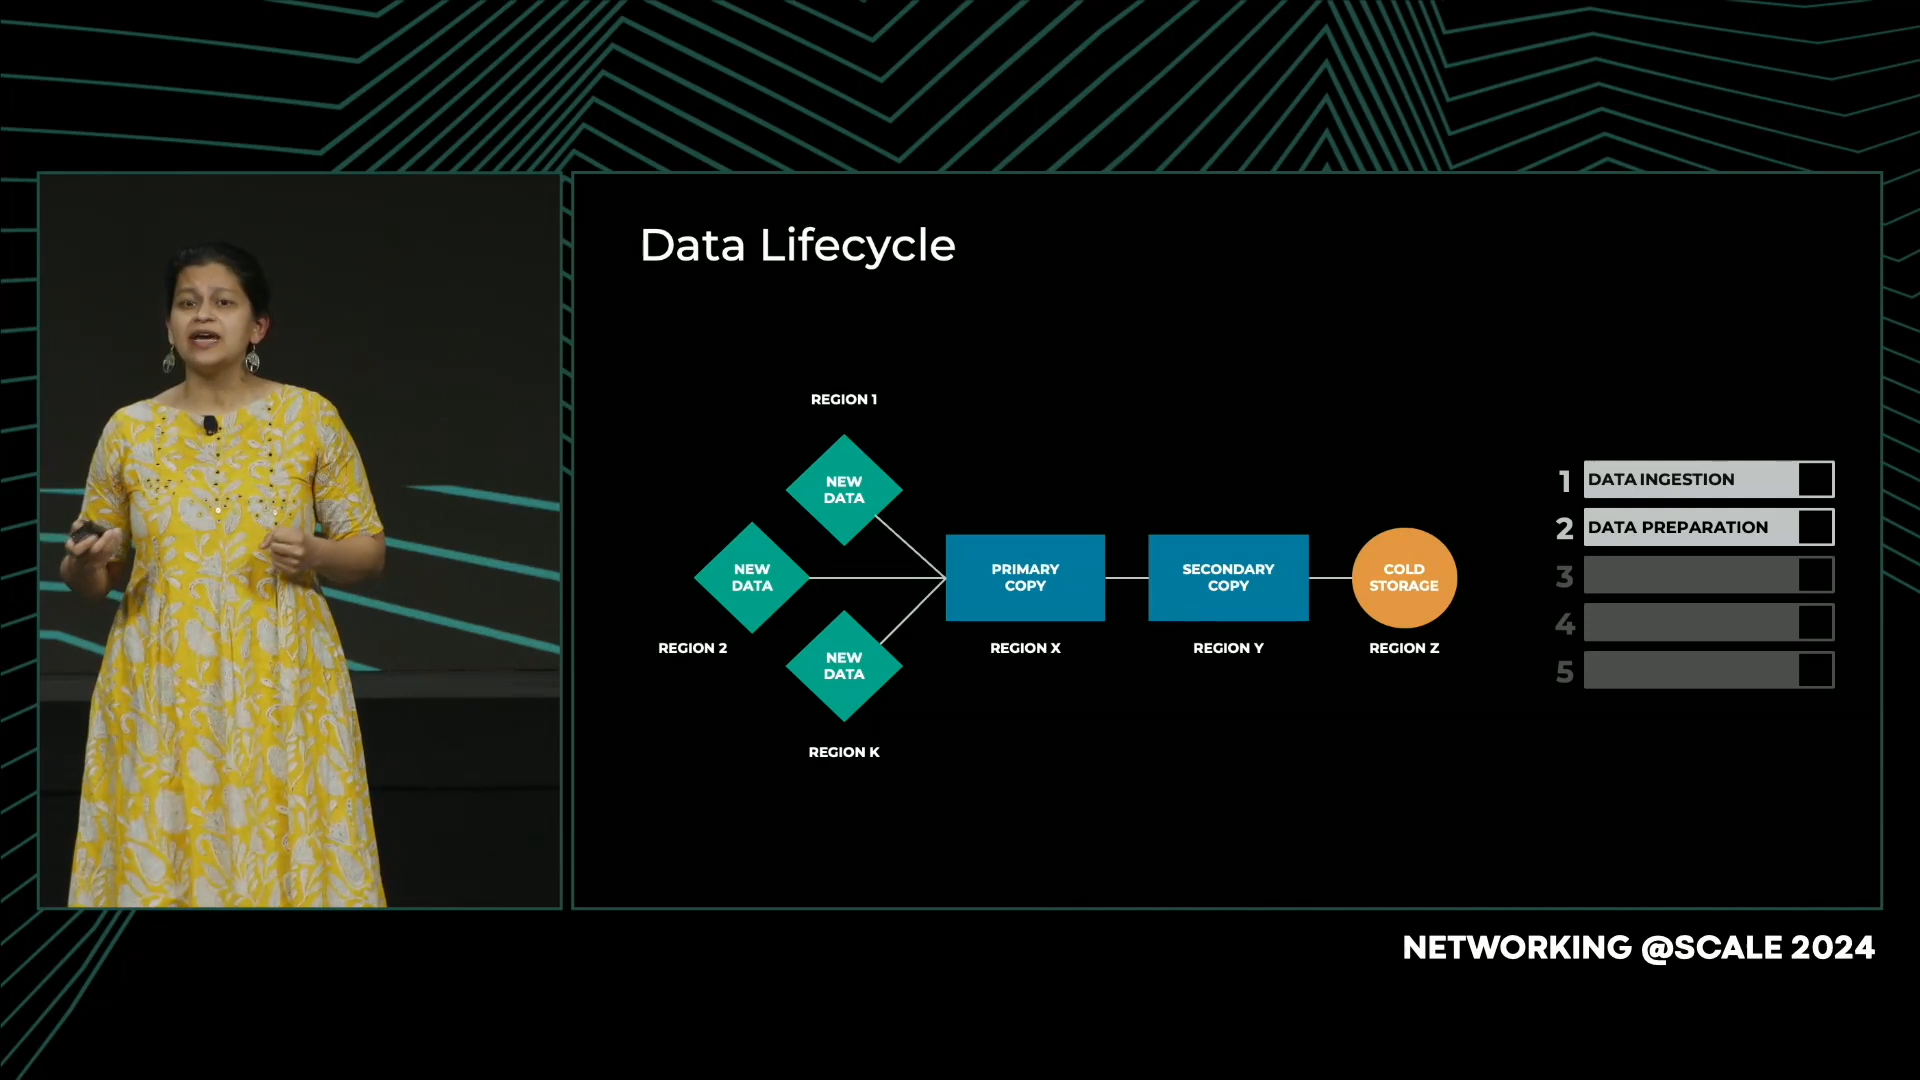 Data Lifecycle
REGION 1
NEW
DATA
NEW
DATA
REGION 2
NEW
DATA
REGION K
PRIMARY
COPY
REGION X
SECONDARY
COPY
REGION Y
COLD
STORAGE
REGION Z
1 DATA INGESTION
2 DATA PREPARATION
3
4
5
NETWORKING @SCALE 2024